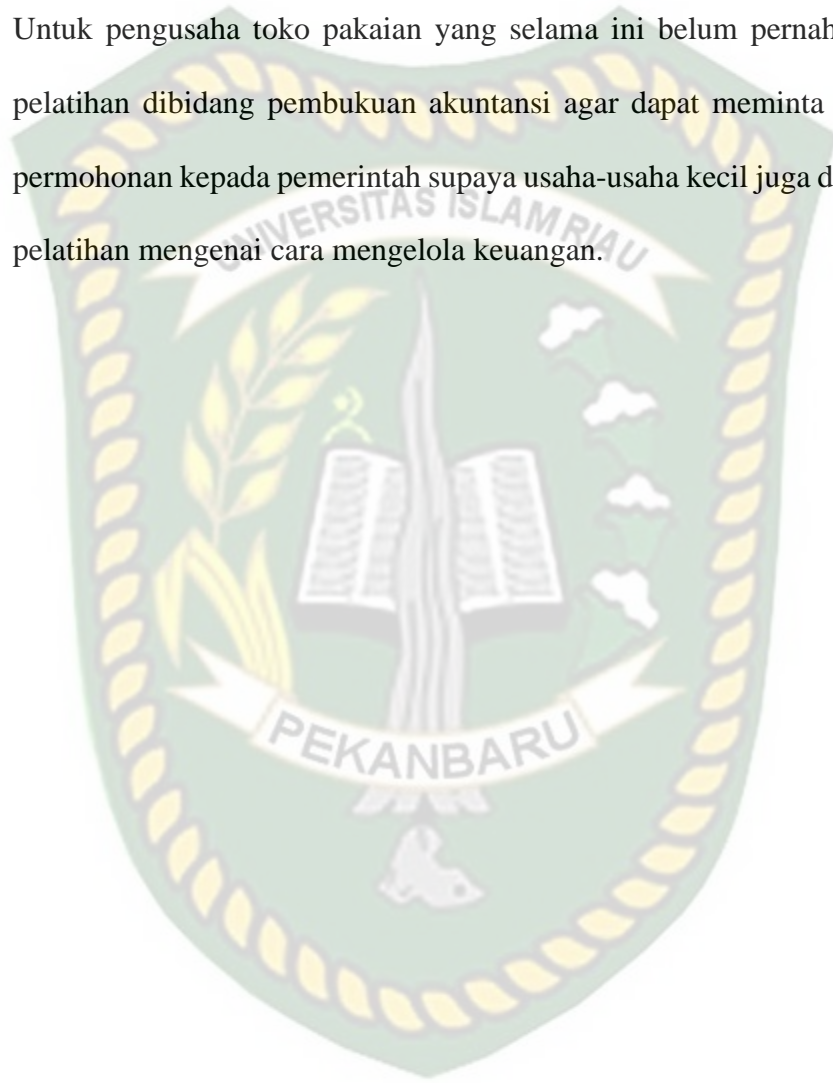 Untuk pengusaha toko pakaian yang selama ini belum pernah
pelatihan dibidang pembukuan akuntansi agar dapat meminta
permohonan kepada pemerintah supaya usaha-usaha kecil juga d
pelatihan mengenai cara mengelola keuangan.
UNIVERSITAS ISLAM RIAU
PEKANBARU